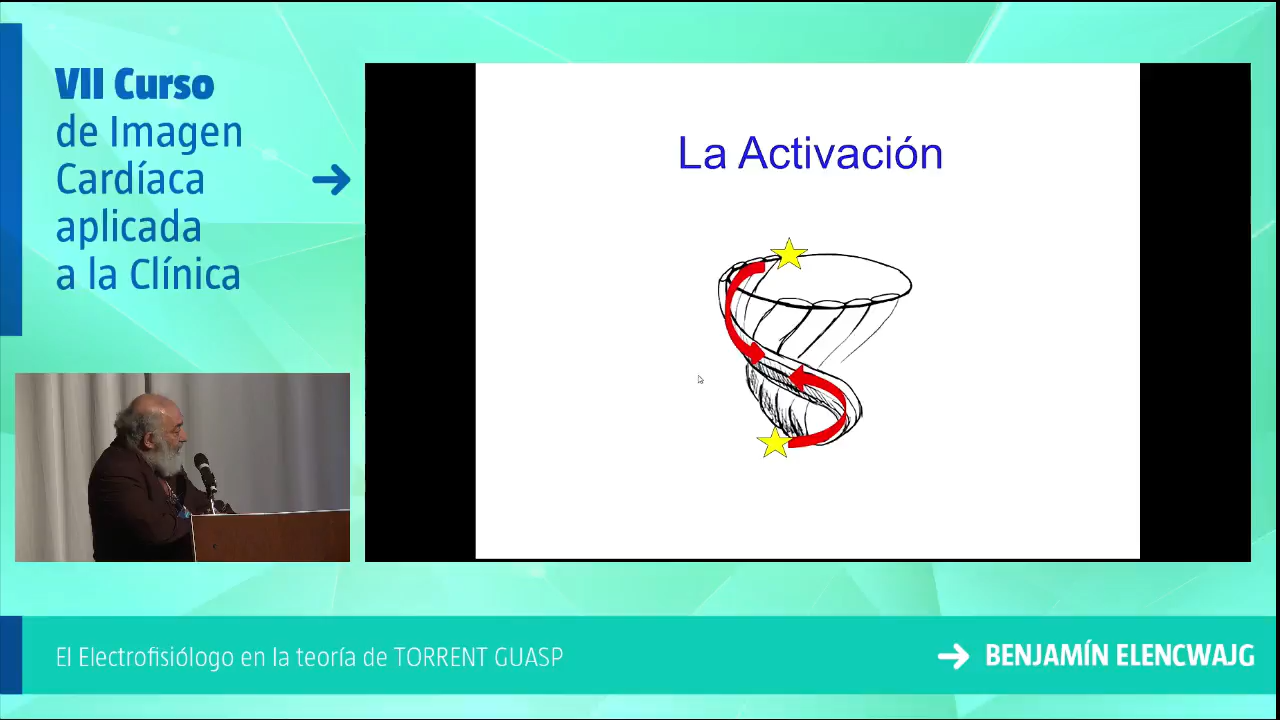 VII Curso
de Imagen
Cardíaca
aplicada
a la Clínica
La Activación
El Electrofisiólogo en la teoría de TORRENT GUASP
BENJAMÍN ELENCWAJG